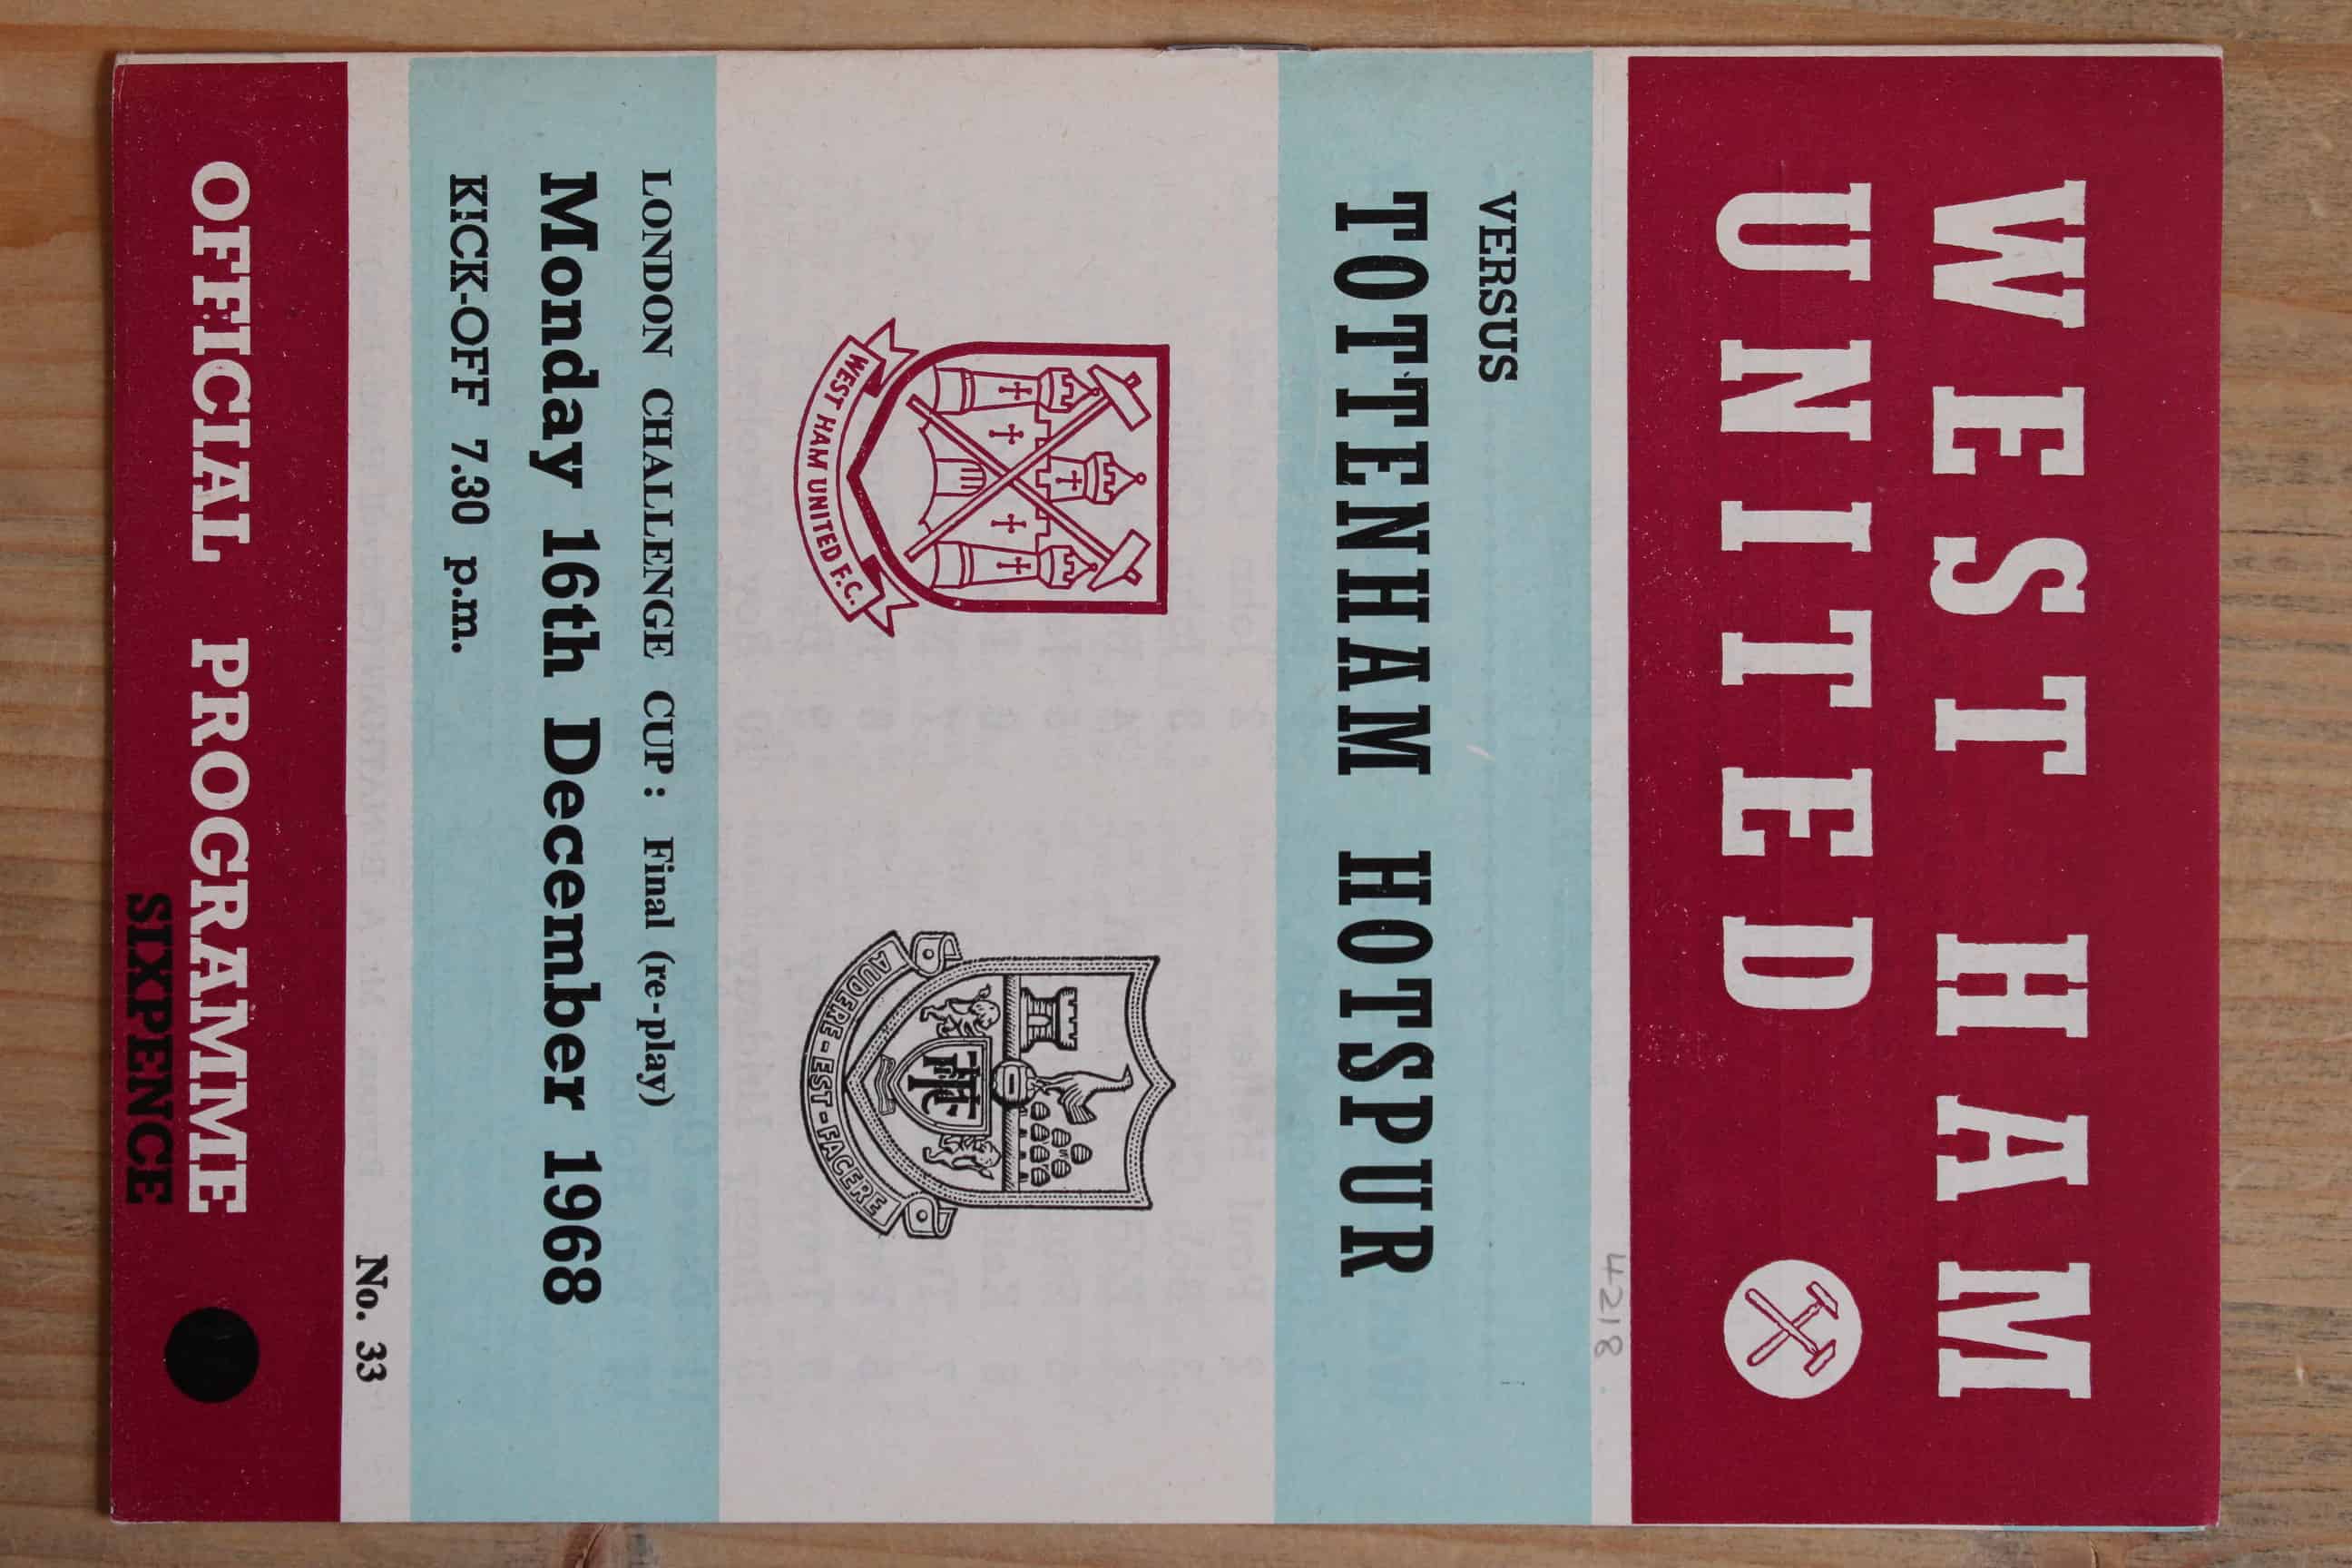 WEST HAM
UNITED
4218
VERSUS
TOTTENHAM HOTSPUR
WEST HAM UNITED F.C.
AUDERE - EST - FACERE
LONDON CHALLENGE CUP : Final (re-play)
Monday 16th December 1968
KICK-OFF 7.30 p.m.
No. 33
OFFICIAL PROGRAMME
SIXPENCE